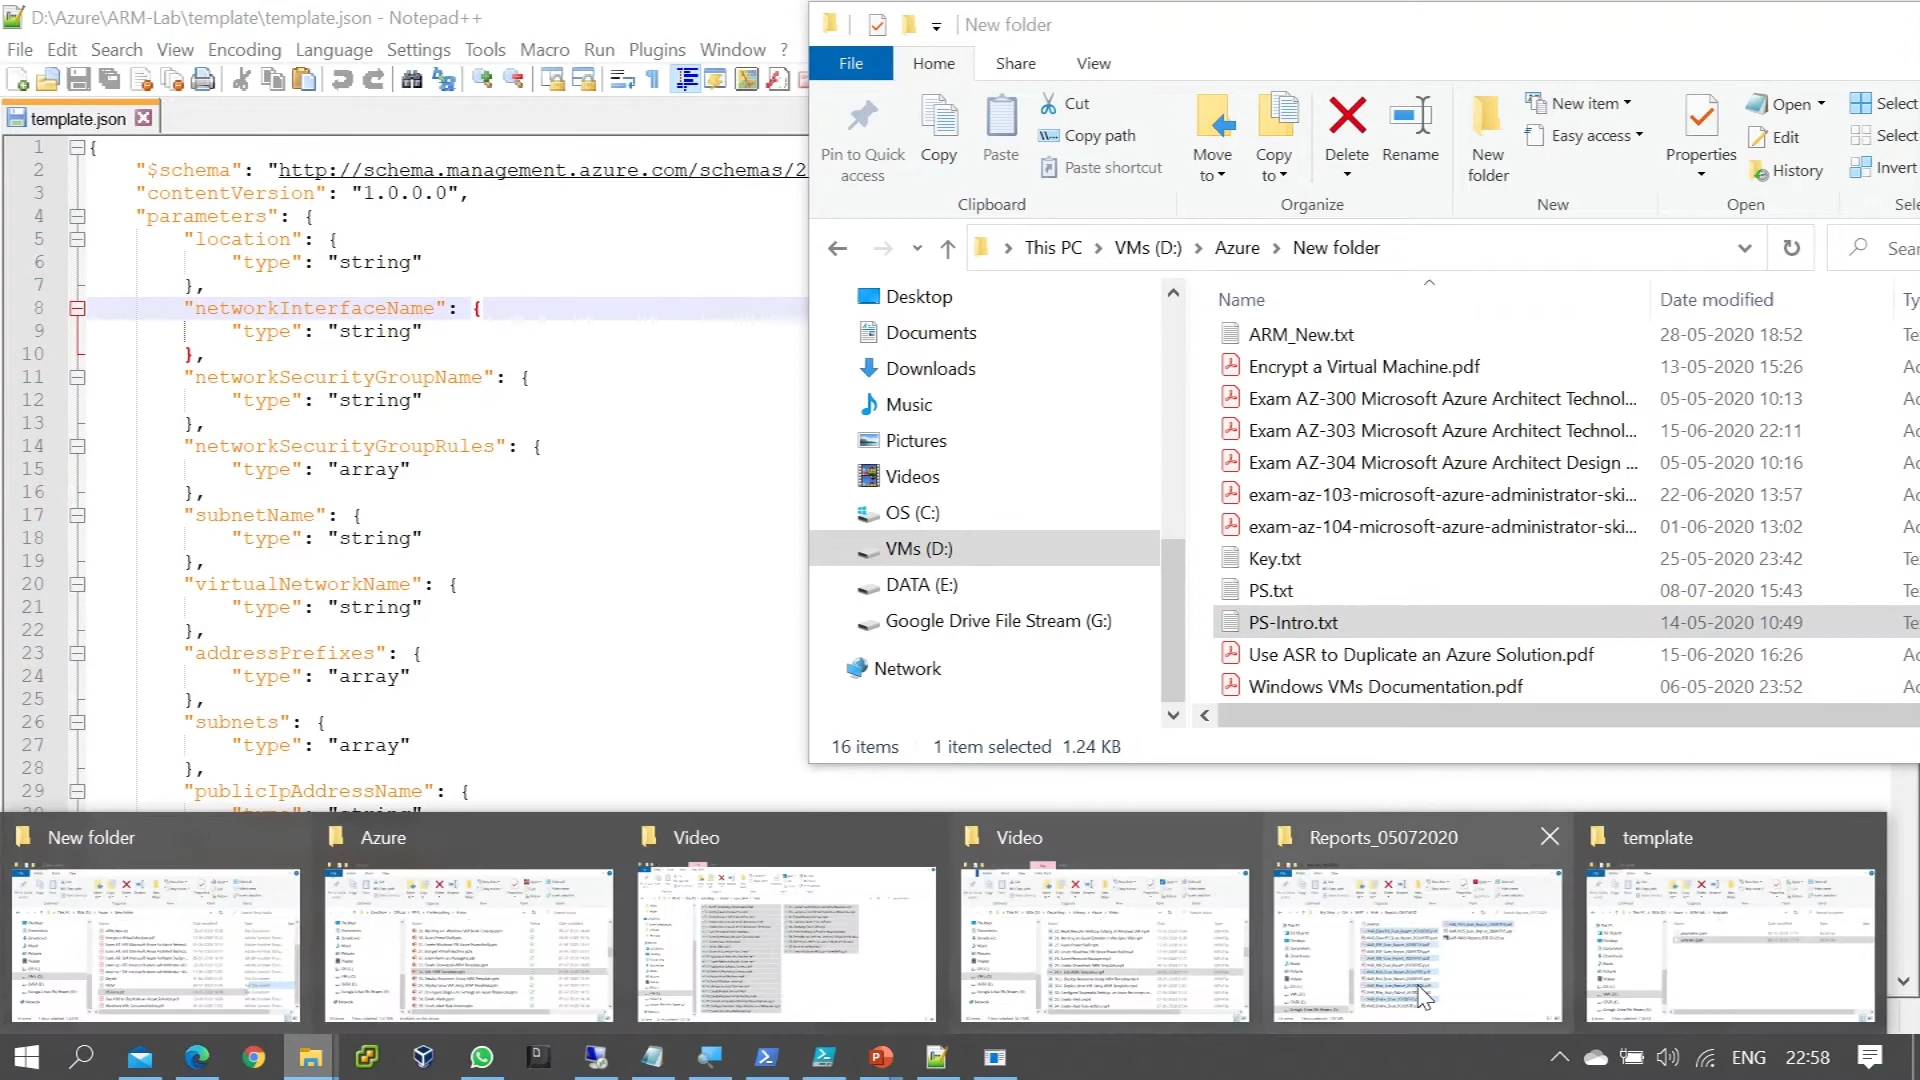 D:\Azure\ARM-Lab\template\template.json - Notepad++
File Edit Search View Encoding Language Settings Tools Macro Run Plugins Window ?
template.json
1 {
2 "$schema": "http://schema.management.azure.com/schemas/2
3 "contentVersion": "1.0.0.0",
4 "parameters": {
5 "location": {
6 "type": "string"
7 },
8 "networkInterfaceName": {
9 "type": "string"
10 },
11 "networkSecurityGroupName": {
12 "type": "string"
13 },
14 "networkSecurityGroupRules": {
15 "type": "array"
16 },
17 "subnetName": {
18 "type": "string"
19 },
20 "virtualNetworkName": {
21 "type": "string"
22 },
23 "addressPrefixes": {
24 "type": "array"
25 },
26 "subnets": {
27 "type": "array"
28 },
29 "publicIpAddressName": {
New folder
File Home Share View
Pin to Quick access
Copy
Paste
Cut
Copy path
Paste shortcut
Clipboard
Move to
Copy to
Delete
Rename
Organize
New folder
New item
Easy access
New
Properties
Open
Edit
History
Open
Select
Select
Invert
Sele
This PC > VMs (D:) > Azure > New folder
Sear
Desktop
Documents
Downloads
Music
Pictures
Videos
OS (C:)
VMs (D:)
DATA (E:)
Google Drive File Stream (G:)
Network
Name Date modified Ty
ARM_New.txt 28-05-2020 18:52 Te
Encrypt a Virtual Machine.pdf 13-05-2020 15:26 Ac
Exam AZ-300 Microsoft Azure Architect Technol... 05-05-2020 10:13 Ac
Exam AZ-303 Microsoft Azure Architect Technol... 15-06-2020 22:11 Ac
Exam AZ-304 Microsoft Azure Architect Design ... 05-05-2020 10:16 Ac
exam-az-103-microsoft-azure-administrator-ski... 22-06-2020 13:57 Ac
exam-az-104-microsoft-azure-administrator-ski... 01-06-2020 13:02 Ac
Key.txt 25-05-2020 23:42 Te
PS.txt 08-07-2020 15:43 Te
PS-Intro.txt 14-05-2020 10:49 Te
Use ASR to Duplicate an Azure Solution.pdf 15-06-2020 16:26 Ac
Windows VMs Documentation.pdf 06-05-2020 23:52 Ac
16 items 1 item selected 1.24 KB
New folder
Azure
Video
Video
Reports_05072020
template
ENG 22:58